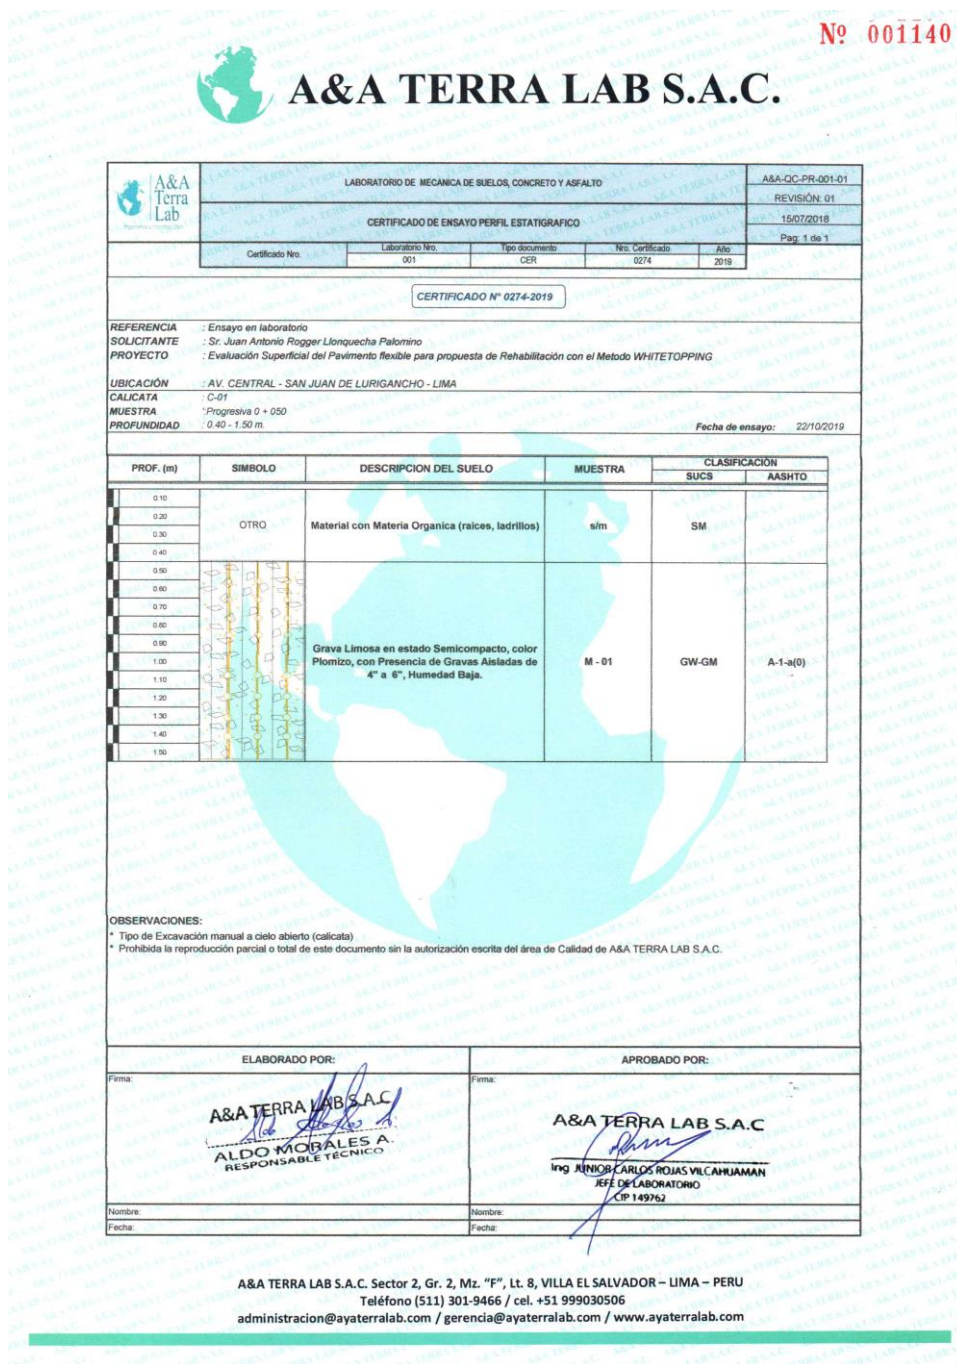 Nº 001140
A&A TERRA LAB S.A.C.
A&A
Terra
Lab
LABORATORIO DE MECANICA DE SUELOS, CONCRETO Y ASFALTO
CERTIFICADO DE ENSAYO PERFIL ESTATIGRAFICO
A&A-QC-PR-001-01
REVISIÓN: 01
15/07/2018
Pag: 1 de 1
Certificado Nro. Laboratorio Nro. Tipo documento Nro. Certificado Año
001 CER 0274 2019
CERTIFICADO Nº 0274-2019
REFERENCIA : Ensayo en laboratorio
SOLICITANTE : Sr. Juan Antonio Rogger Llonquecha Palomino
PROYECTO : Evaluación Superficial del Pavimento flexible para propuesta de Rehabilitación con el Metodo WHITETOPPING
UBICACIÓN : AV. CENTRAL - SAN JUAN DE LURIGANCHO - LIMA
CALICATA : C-01
MUESTRA : Progresiva 0 + 050
PROFUNDIDAD : 0.40 - 1.50 m. Fecha de ensayo: 22/10/2019
PROF. (m) SIMBOLO DESCRIPCION DEL SUELO MUESTRA CLASIFICACIÓN
SUCS AASHTO
0.10
0.20
0.30
0.40
OTRO Material con Materia Organica (raices, ladrillos) s/m SM
0.50
0.60
0.70
0.80
0.90
1.00
1.10
1.20
1.30
1.40
1.50
Grava Limosa en estado Semicompacto, color
Plomizo, con Presencia de Gravas Aisladas de
4" a 6", Humedad Baja.
M - 01 GW-GM A-1-a(0)
OBSERVACIONES:
* Tipo de Excavación manual a cielo abierto (calicata)
* Prohibida la reproducción parcial o total de este documento sin la autorización escrita del área de Calidad de A&A TERRA LAB S.A.C.
ELABORADO POR: APROBADO POR:
Firma: Firma:
A&A TERRA LAB S.A.C
ALDO MORALES A.
RESPONSABLE TÉCNICO
A&A TERRA LAB S.A.C
Ing JUNIOR CARLOS ROJAS VILCAHUAMAN
JEFE DE LABORATORIO
CIP 149762
Nombre: Nombre:
Fecha: Fecha:
A&A TERRA LAB S.A.C. Sector 2, Gr. 2, Mz. "F", Lt. 8, VILLA EL SALVADOR – LIMA – PERU
Teléfono (511) 301-9466 / cel. +51 999030506
administracion@ayaterralab.com / gerencia@ayaterralab.com / www.ayaterralab.com